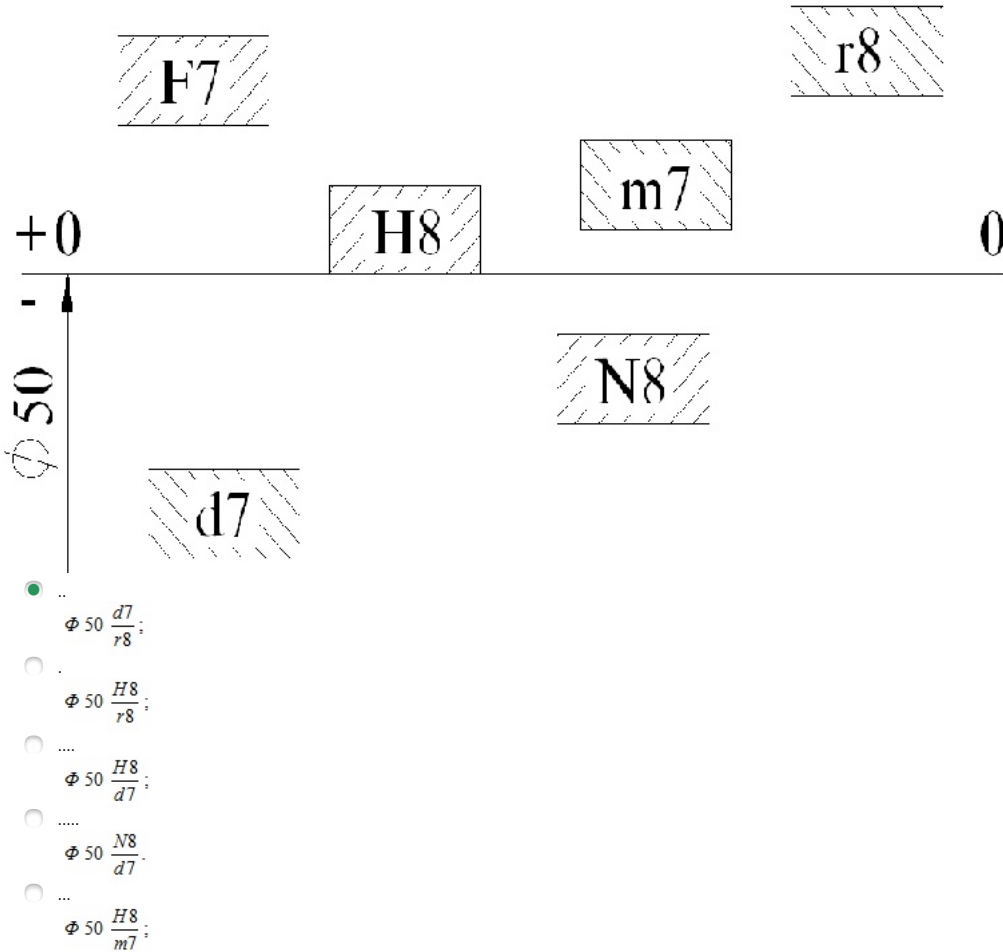 r8
F7
m7
+0
H8
0
-
N8
Φ 50
d7
..
Φ 50 d7/r8 ;
.
Φ 50 H8/r8 ;
....
Φ 50 H8/d7 ;
.....
Φ 50 N8/d7 .
...
Φ 50 H8/m7 ;